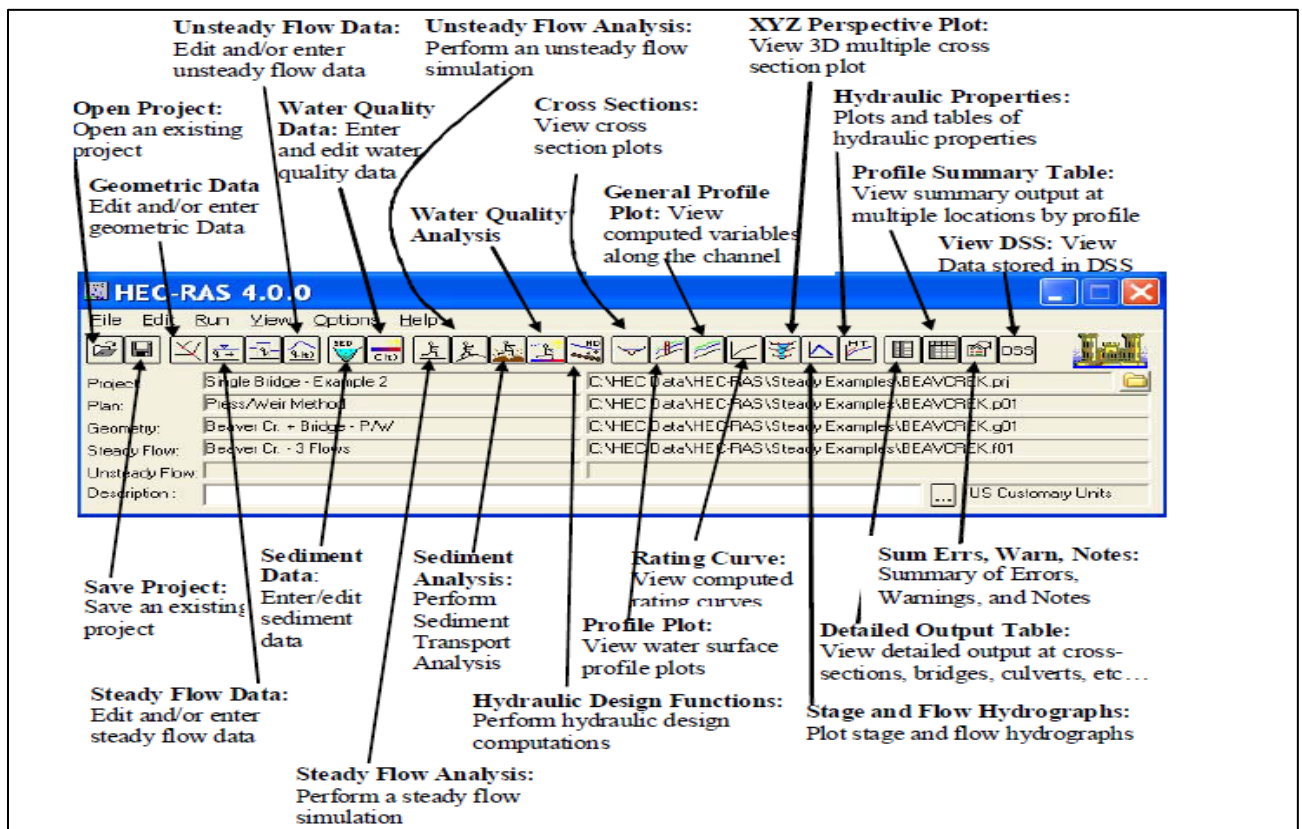 Unsteady Flow Data:
Edit and/or enter
unsteady flow data
Unsteady Flow Analysis:
Perform an unsteady flow
simulation
XYZ Perspective Plot:
View 3D multiple cross
section plot
Open Project:
Open an existing
project
Water Quality
Data: Enter
and edit water
quality data
Cross Sections:
View cross
section plots
Hydraulic Properties:
Plots and tables of
hydraulic properties
Geometric Data
Edit and/or enter
geometric Data
Water Quality
Analysis
General Profile
Plot: View
computed variables
along the channel
Profile Summary Table:
View summary output at
multiple locations by profile
View DSS: View
Data stored in DSS
HEC-RAS 4.0.0
File Edit Run View Options Help
SED
C(t)
HD
HT
DSS
Project: Single Bridge - Example 2 C:\HEC Data\HEC-RAS\Steady Examples\BEAVCREK.prj
Plan: Press/Weir Method C:\HEC Data\HEC-RAS\Steady Examples\BEAVCREK.p01
Geometry: Beaver Cr. + Bridge - P/W C:\HEC Data\HEC-RAS\Steady Examples\BEAVCREK.g01
Steady Flow: Beaver Cr. - 3 Flows C:\HEC Data\HEC-RAS\Steady Examples\BEAVCREK.f01
Unsteady Flow:
Description : ... US Customary Units
Save Project:
Save an existing
project
Sediment
Data:
Enter/edit
sediment
data
Sediment
Analysis:
Perform
Sediment
Transport
Analysis
Rating Curve:
View computed
rating curves
Sum Errs, Warn, Notes:
Summary of Errors,
Warnings, and Notes
Profile Plot:
View water surface
profile plots
Detailed Output Table:
View detailed output at cross-
sections, bridges, culverts, etc…
Steady Flow Data:
Edit and/or enter
steady flow data
Hydraulic Design Functions:
Perform hydraulic design
computations
Stage and Flow Hydrographs:
Plot stage and flow hydrographs
Steady Flow Analysis:
Perform a steady flow
simulation